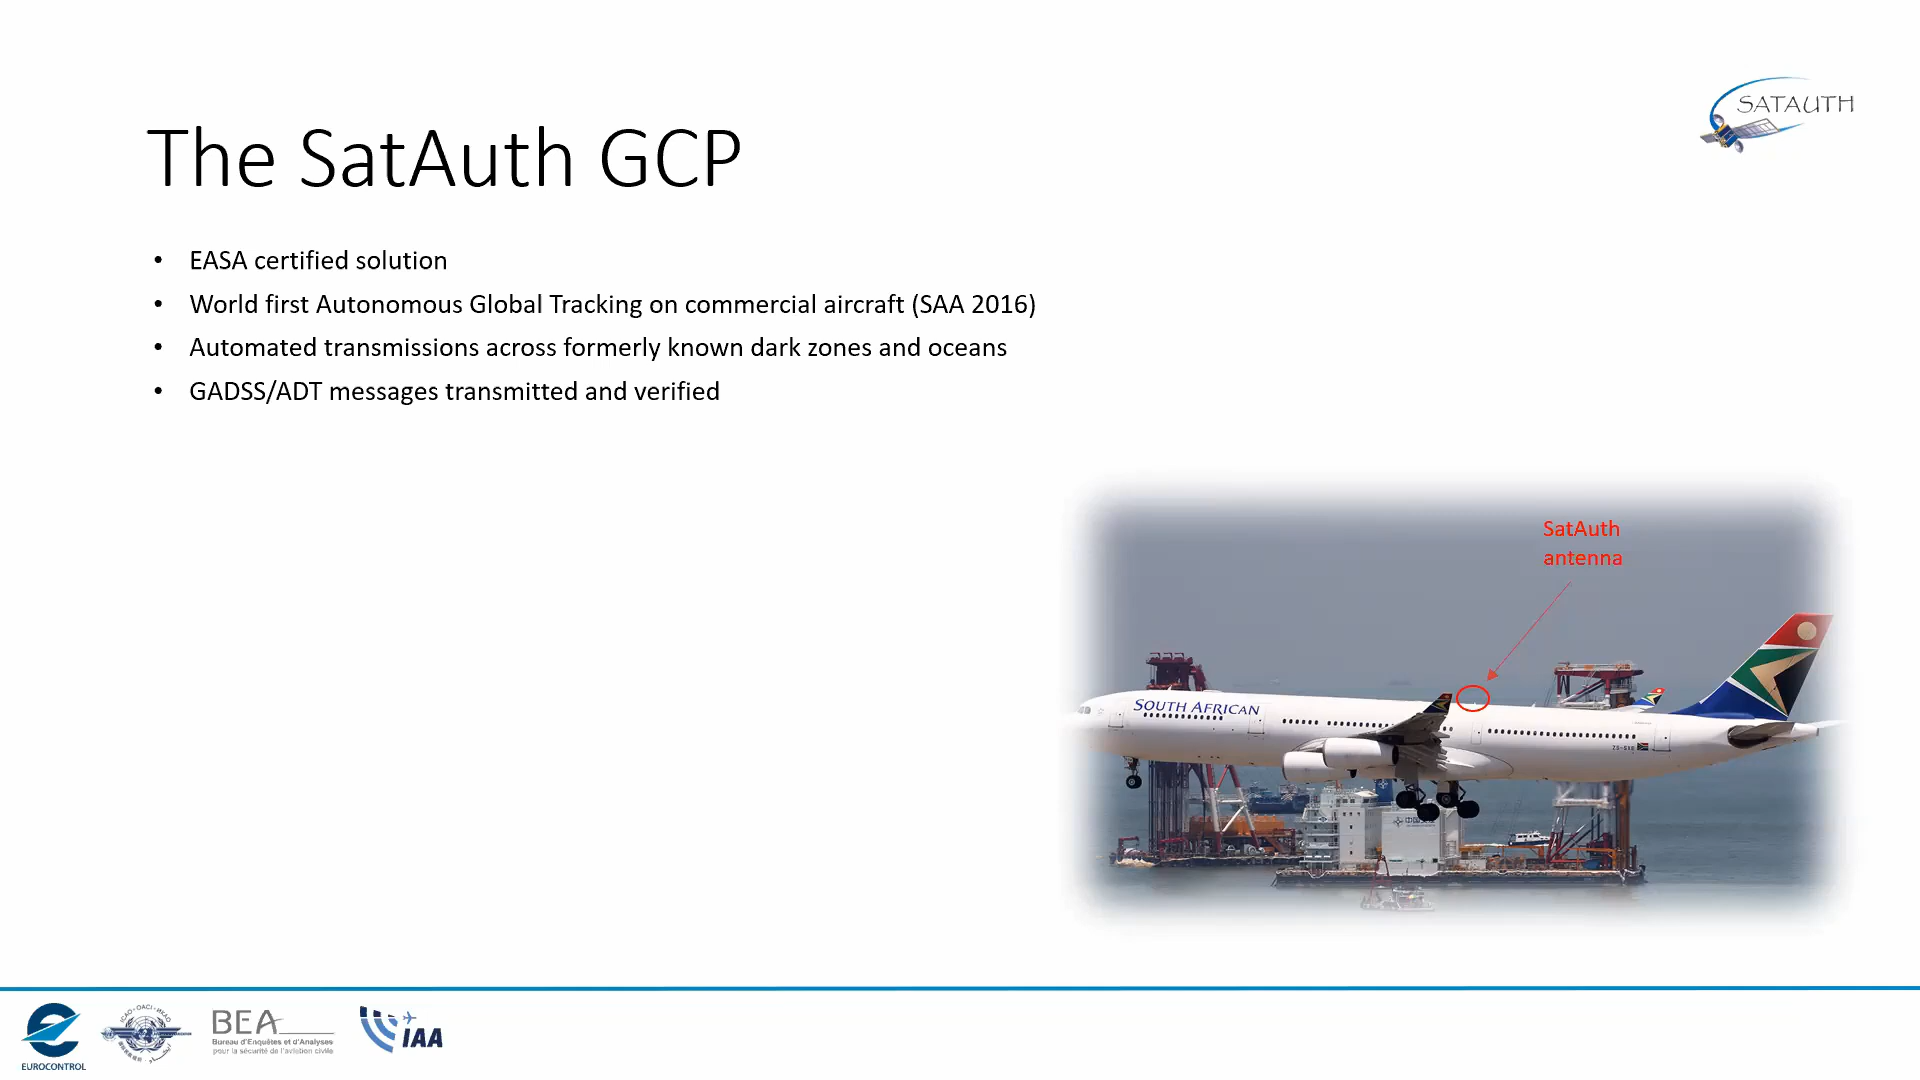 SATAUTH
The SatAuth GCP
• EASA certified solution
• World first Autonomous Global Tracking on commercial aircraft (SAA 2016)
• Automated transmissions across formerly known dark zones and oceans
• GADSS/ADT messages transmitted and verified
SatAuth
antenna
SOUTH AFRICAN
EUROCONTROL
BEA
Bureau d'Enquêtes et d'Analyses
pour la sécurité de l'aviation civile
IAA